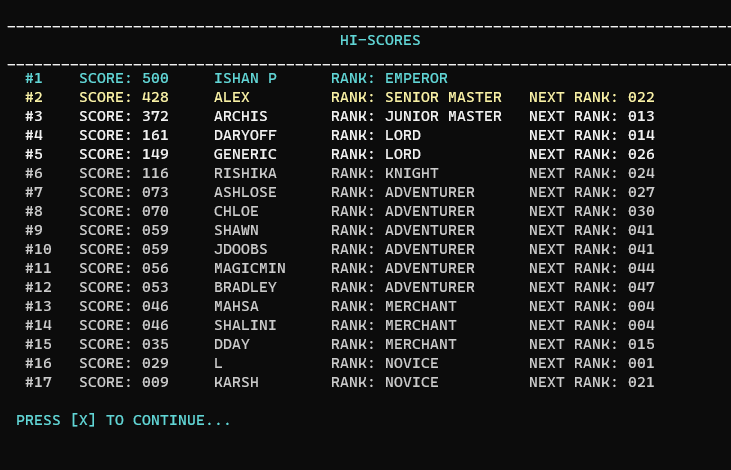 HI-SCORES
#1 SCORE: 500 ISHAN P RANK: EMPEROR
#2 SCORE: 428 ALEX RANK: SENIOR MASTER NEXT RANK: 022
#3 SCORE: 372 ARCHIS RANK: JUNIOR MASTER NEXT RANK: 013
#4 SCORE: 161 DARYOFF RANK: LORD NEXT RANK: 014
#5 SCORE: 149 GENERIC RANK: LORD NEXT RANK: 026
#6 SCORE: 116 RISHIKA RANK: KNIGHT NEXT RANK: 024
#7 SCORE: 073 ASHLOSE RANK: ADVENTURER NEXT RANK: 027
#8 SCORE: 070 CHLOE RANK: ADVENTURER NEXT RANK: 030
#9 SCORE: 059 SHAWN RANK: ADVENTURER NEXT RANK: 041
#10 SCORE: 059 JDOOBS RANK: ADVENTURER NEXT RANK: 041
#11 SCORE: 056 MAGICMIN RANK: ADVENTURER NEXT RANK: 044
#12 SCORE: 053 BRADLEY RANK: ADVENTURER NEXT RANK: 047
#13 SCORE: 046 MAHSA RANK: MERCHANT NEXT RANK: 004
#14 SCORE: 046 SHALINI RANK: MERCHANT NEXT RANK: 004
#15 SCORE: 035 DDAY RANK: MERCHANT NEXT RANK: 015
#16 SCORE: 029 L RANK: NOVICE NEXT RANK: 001
#17 SCORE: 009 KARSH RANK: NOVICE NEXT RANK: 021
PRESS [X] TO CONTINUE...